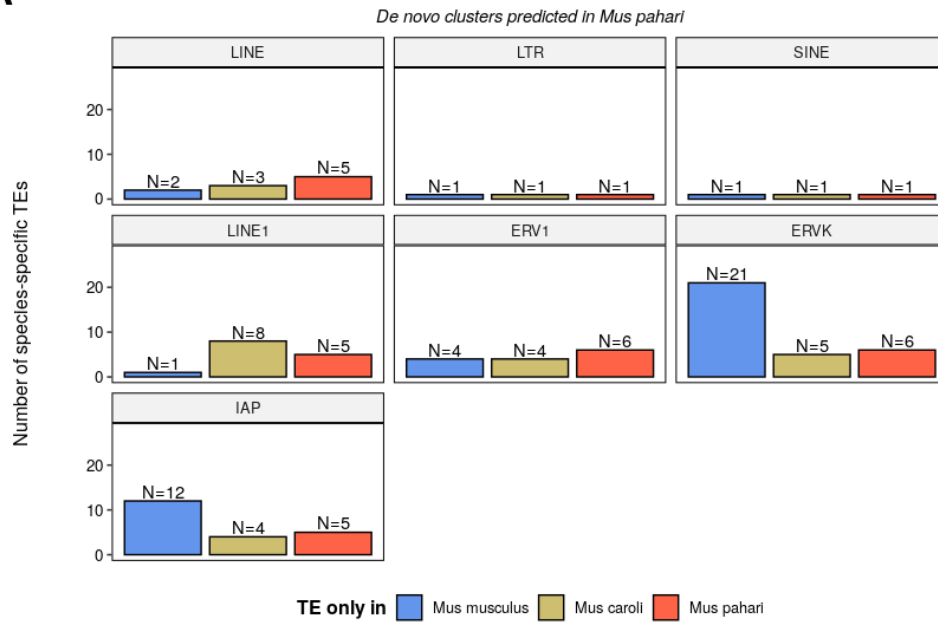 De novo clusters predicted in Mus pahari
LINE
LTR
SINE
20
10
0
N=2
N=3
N=5
N=1
N=1
N=1
N=1
N=1
N=1
Number of species-specific TEs
LINE1
ERV1
ERVK
20
10
0
N=1
N=8
N=5
N=4
N=4
N=6
N=21
N=5
N=6
IAP
20
10
0
N=12
N=4
N=5
TE only in
Mus musculus
Mus caroli
Mus pahari